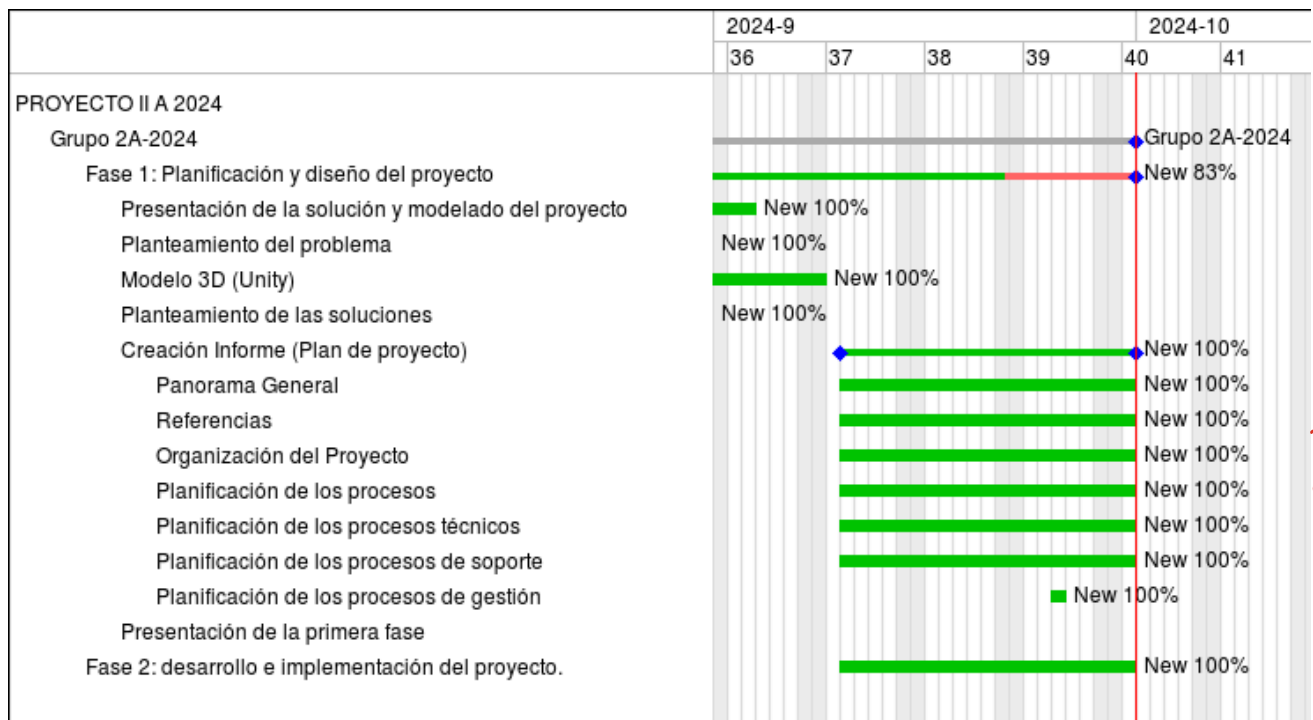 2024-9 2024-10
36 37 38 39 40 41
PROYECTO II A 2024
Grupo 2A-2024 Grupo 2A-2024
Fase 1: Planificación y diseño del proyecto New 83%
Presentación de la solución y modelado del proyecto New 100%
Planteamiento del problema New 100%
Modelo 3D (Unity) New 100%
Planteamiento de las soluciones New 100%
Creación Informe (Plan de proyecto) New 100%
Panorama General New 100%
Referencias New 100%
Organización del Proyecto New 100%
Planificación de los procesos New 100%
Planificación de los procesos técnicos New 100%
Planificación de los procesos de soporte New 100%
Planificación de los procesos de gestión New 100%
Presentación de la primera fase
Fase 2: desarrollo e implementación del proyecto. New 100%